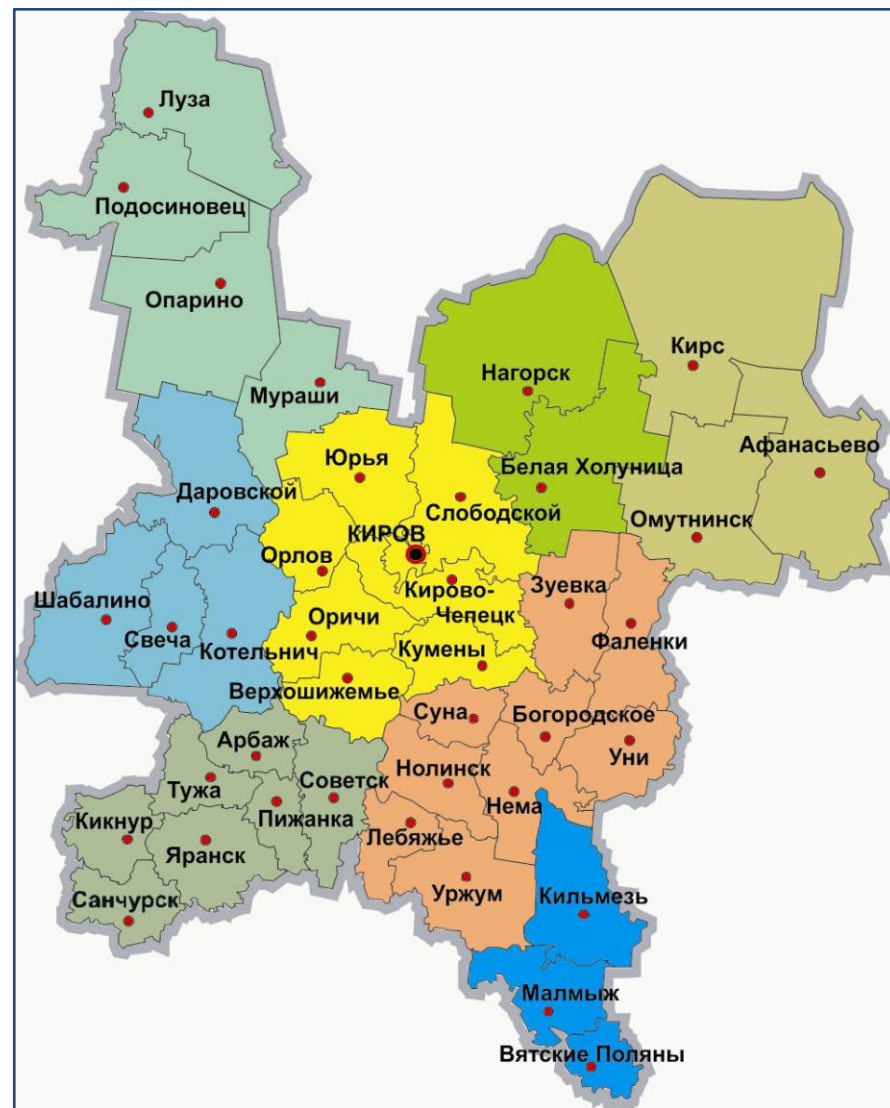 Луза
Подосиновец
Опарино
Мураши
Кирс
Нагорск
Афанасьево
Белая Холуница
Юрья
Даровской
Слободской
Омутнинск
КИРОВ
Орлов
Зуевка
Кирово-
Чепецк
Шабалино
Свеча
Котельнич
Оричи
Фаленки
Кумены
Верхошижемье
Суна
Богородское
Уни
Арбаж
Советск
Нолинск
Тужа
Пижанка
Нема
Кикнур
Лебяжье
Яранск
Уржум
Санчурск
Кильмезь
Малмыж
Вятские Поляны